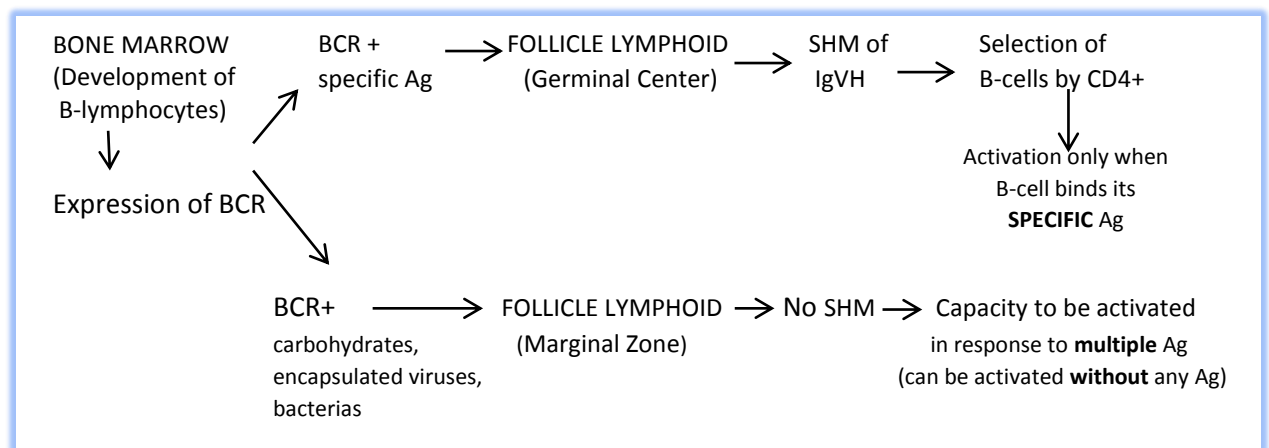 BONE MARROW
(Development of
B-lymphocytes)
Expression of BCR
BCR +
specific Ag
FOLLICLE LYMPHOID
(Germinal Center)
SHM of
IgVH
Selection of
B-cells by CD4+
Activation only when
B-cell binds its
SPECIFIC Ag
BCR+
carbohydrates,
encapsulated viruses,
bacterias
FOLLICLE LYMPHOID
(Marginal Zone)
No SHM
Capacity to be activated
in response to multiple Ag
(can be activated without any Ag)